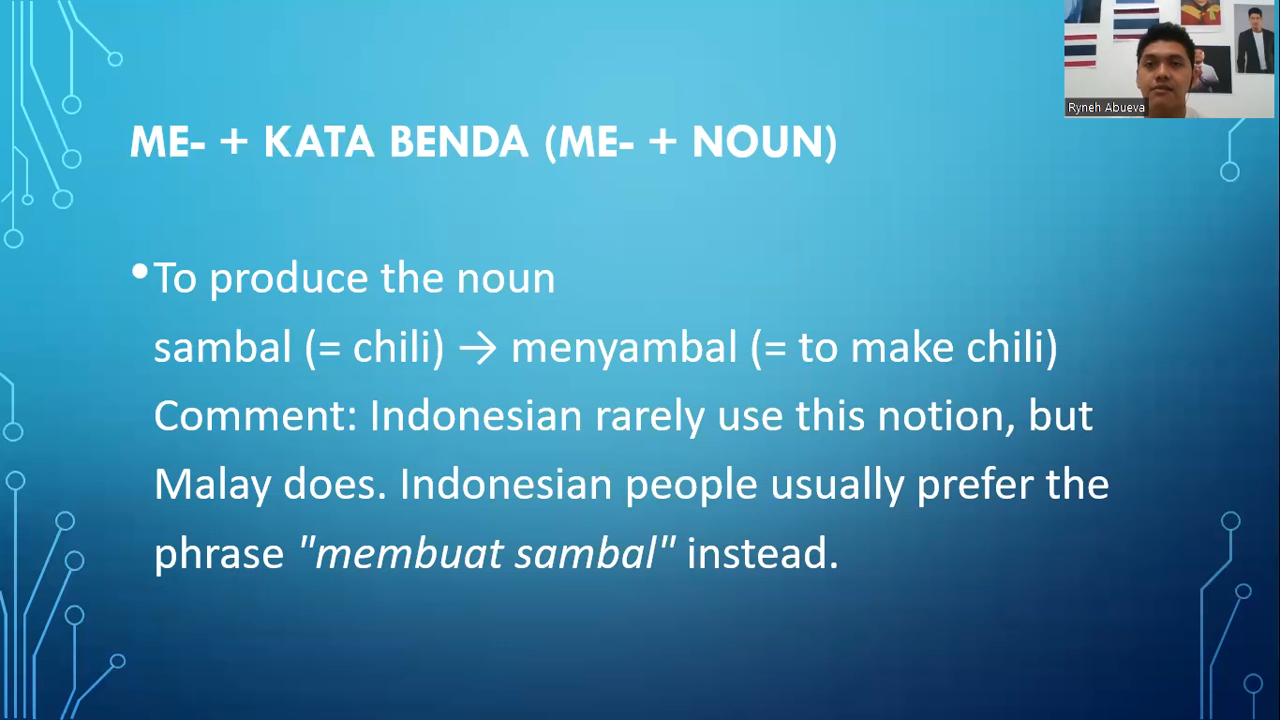 Ryneh Abueva
ME- + KATA BENDA (ME- + NOUN)
•To produce the noun
sambal (= chili) → menyambal (= to make chili)
Comment: Indonesian rarely use this notion, but
Malay does. Indonesian people usually prefer the
phrase "membuat sambal" instead.